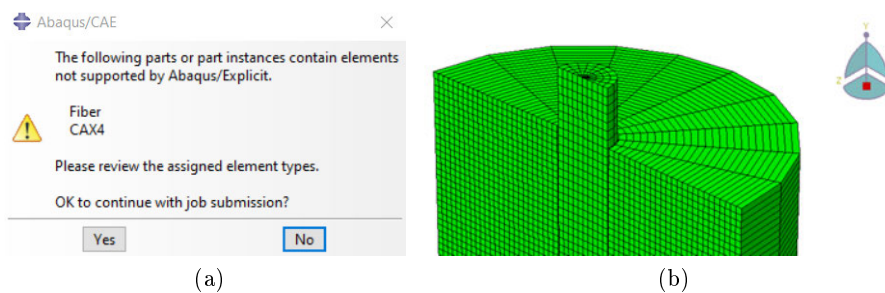 Abaqus/CAE
The following parts or part instances contain elements
not supported by Abaqus/Explicit.
Fiber
CAX4
Please review the assigned element types.
OK to continue with job submission?
Yes No
Y
Z
(a) (b)